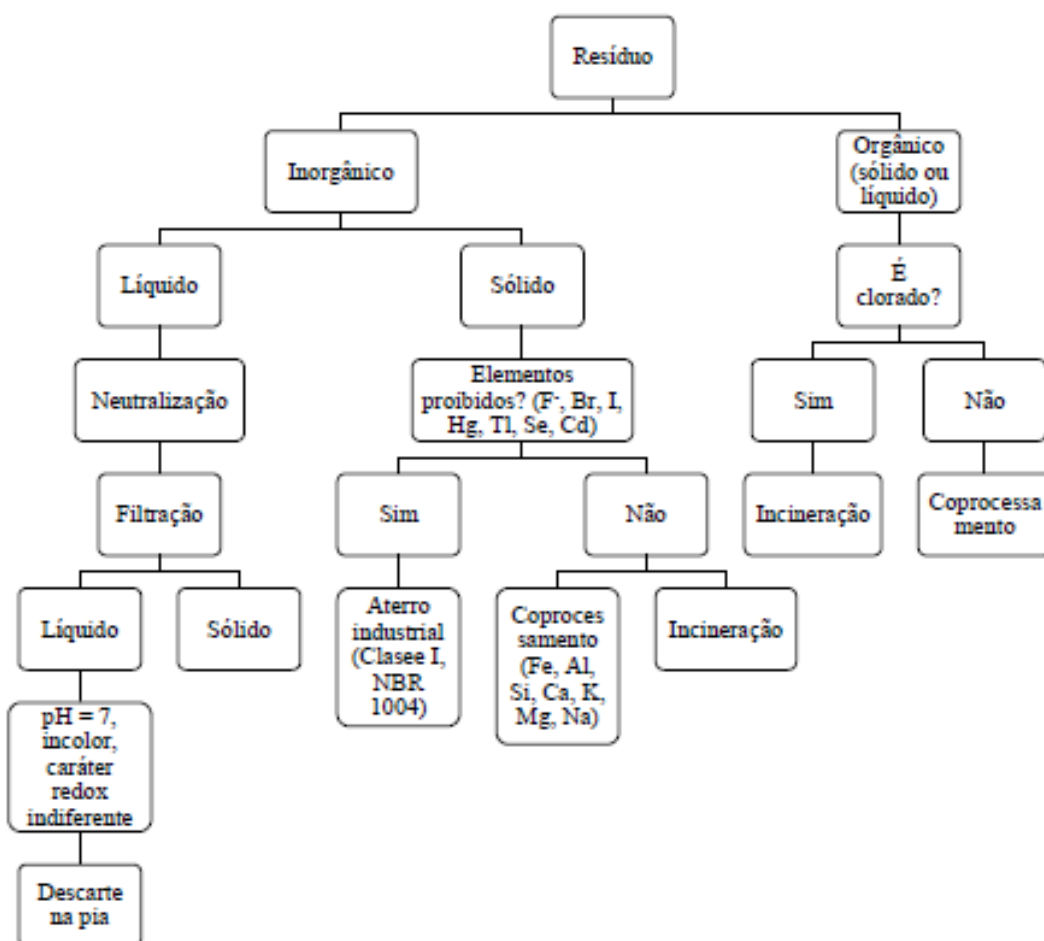 Resíduo
Inorgânico
Orgânico
(sólido ou
líquido)
Líquido
Sólido
É
clorado?
Neutralização
Elementos
proibidos? (F⁻, Br, I,
Hg, Tl, Se, Cd)
Sim
Não
Filtração
Sim
Não
Incineração
Coprocessa
mento
Líquido
Sólido
Aterro
industrial
(Clasee I,
NBR
1004)
Coproces
samento
(Fe, Al,
Si, Ca, K,
Mg, Na)
Incineração
pH = 7,
incolor,
caráter
redox
indiferente
Descarte
na pia